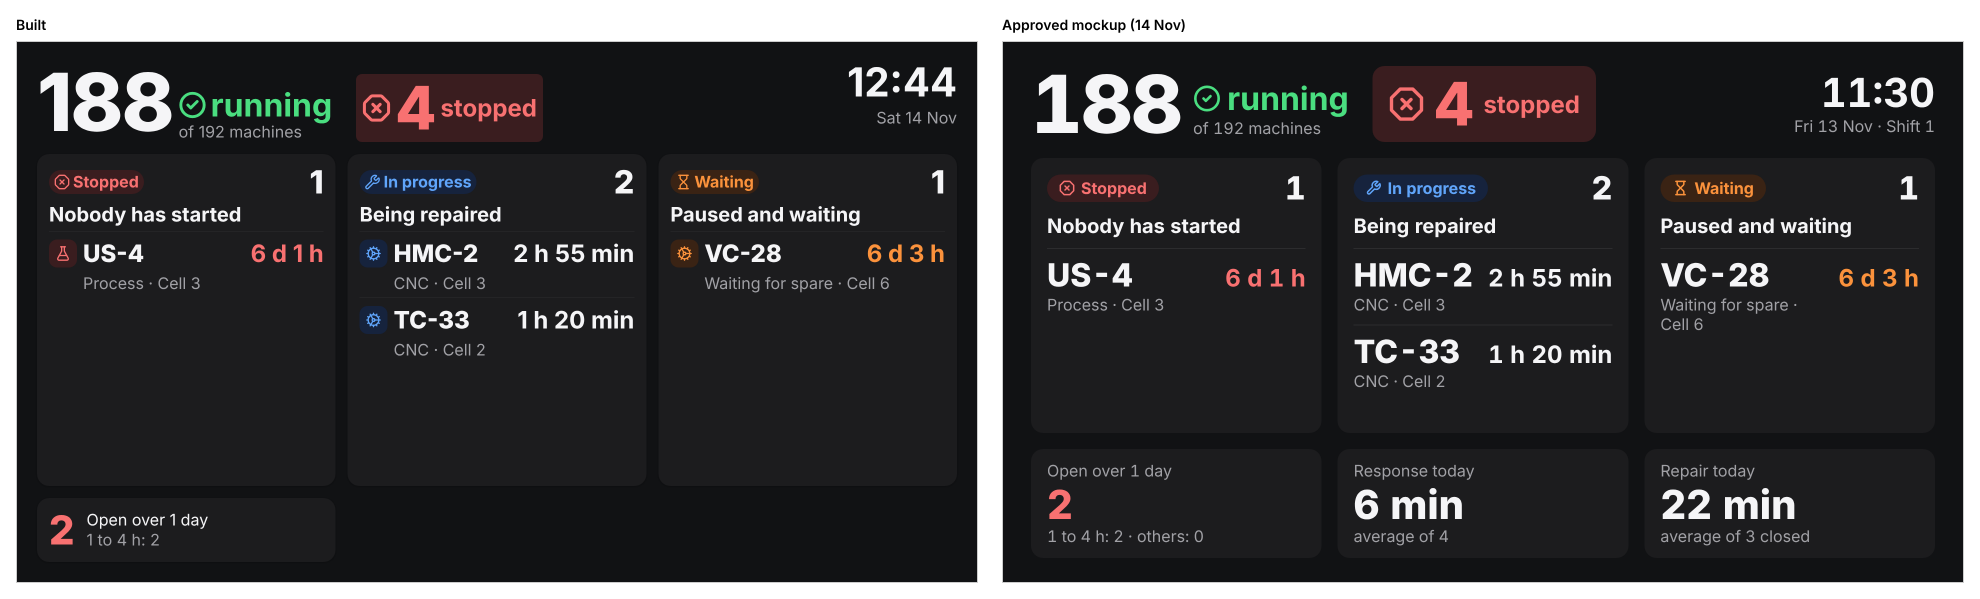 Built
188
running
of 192 machines
4 stopped
12:44
Sat 14 Nov
Stopped
1
Nobody has started
US-4
6 d 1 h
Process · Cell 3
In progress
2
Being repaired
HMC-2
2 h 55 min
CNC · Cell 3
TC-33
1 h 20 min
CNC · Cell 2
Waiting
1
Paused and waiting
VC-28
6 d 3 h
Waiting for spare · Cell 6
2
Open over 1 day
1 to 4 h: 2
Approved mockup (14 Nov)
188
running
of 192 machines
4 stopped
11:30
Fri 13 Nov · Shift 1
Stopped
1
Nobody has started
US-4
6 d 1 h
Process · Cell 3
In progress
2
Being repaired
HMC-2
2 h 55 min
CNC · Cell 3
TC-33
1 h 20 min
CNC · Cell 2
Waiting
1
Paused and waiting
VC-28
6 d 3 h
Waiting for spare ·
Cell 6
Open over 1 day
2
1 to 4 h: 2 · others: 0
Response today
6 min
average of 4
Repair today
22 min
average of 3 closed